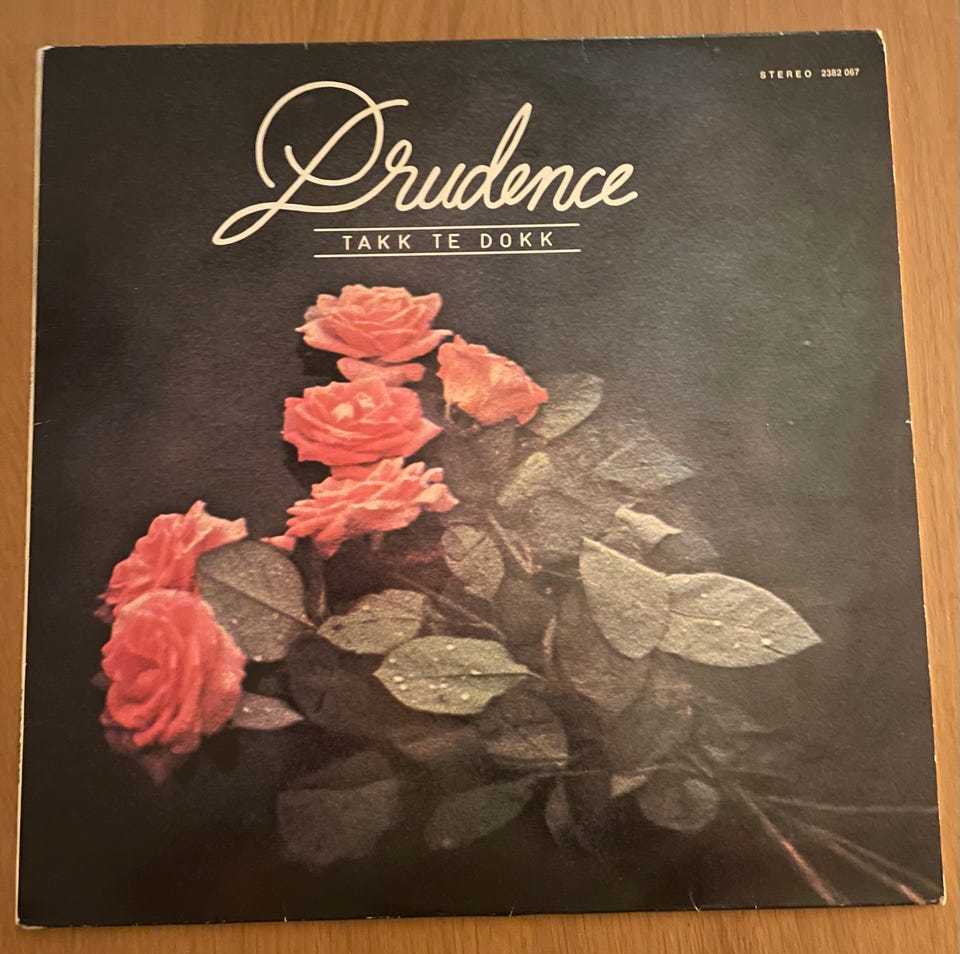 STEREO 2382 067
Prudence
TAKK TE DOKK